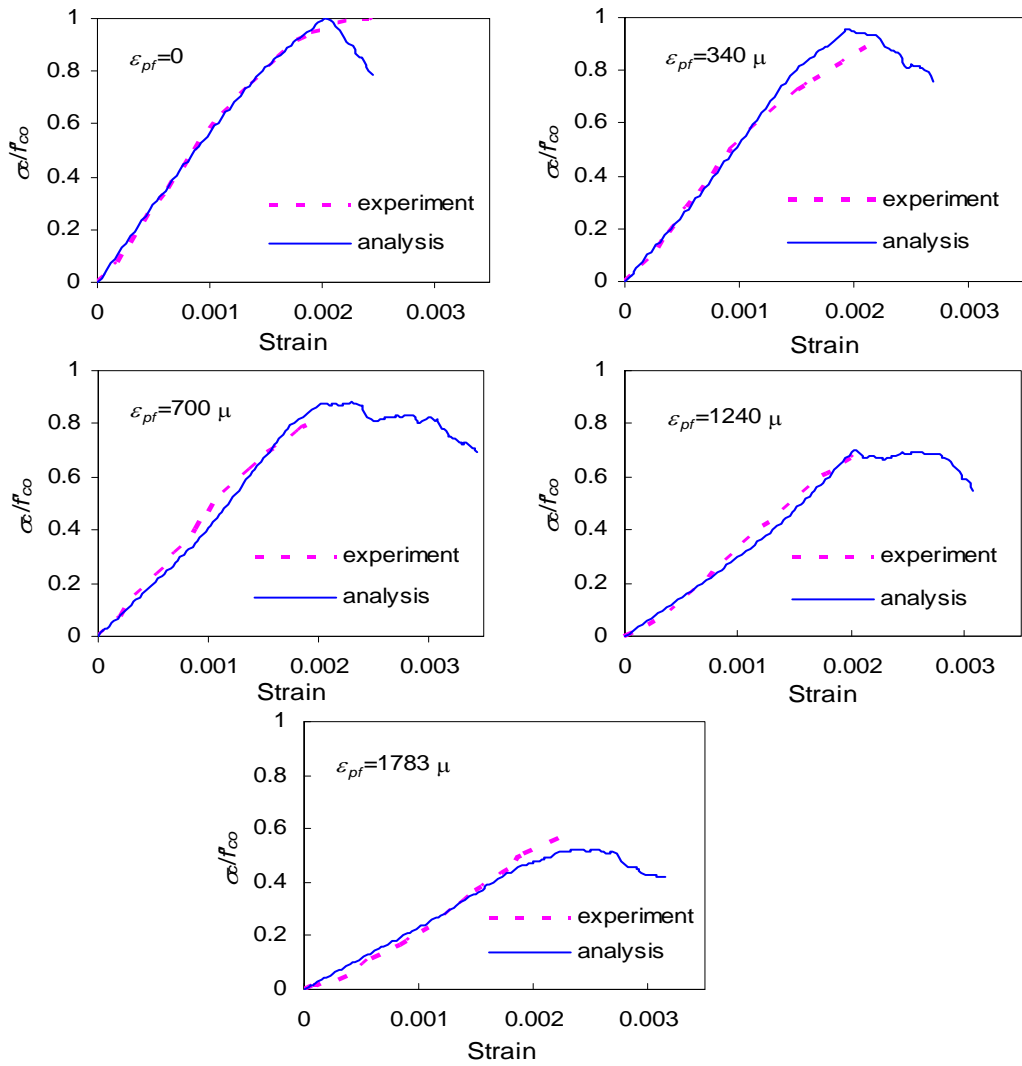 1
0.8
0.6
0.4
0.2
0
σc/f'co
εpf=0
experiment
analysis
0 0.001 0.002 0.003
Strain
1
0.8
0.6
0.4
0.2
0
σc/f'co
εpf=340 μ
experiment
analysis
0 0.001 0.002 0.003
Strain
1
0.8
0.6
0.4
0.2
0
σc/f'co
εpf=700 μ
experiment
analysis
0 0.001 0.002 0.003
Strain
1
0.8
0.6
0.4
0.2
0
σc/f'co
εpf=1240 μ
experiment
analysis
0 0.001 0.002 0.003
Strain
1
0.8
0.6
0.4
0.2
0
σc/f'co
εpf=1783 μ
experiment
analysis
0 0.001 0.002 0.003
Strain